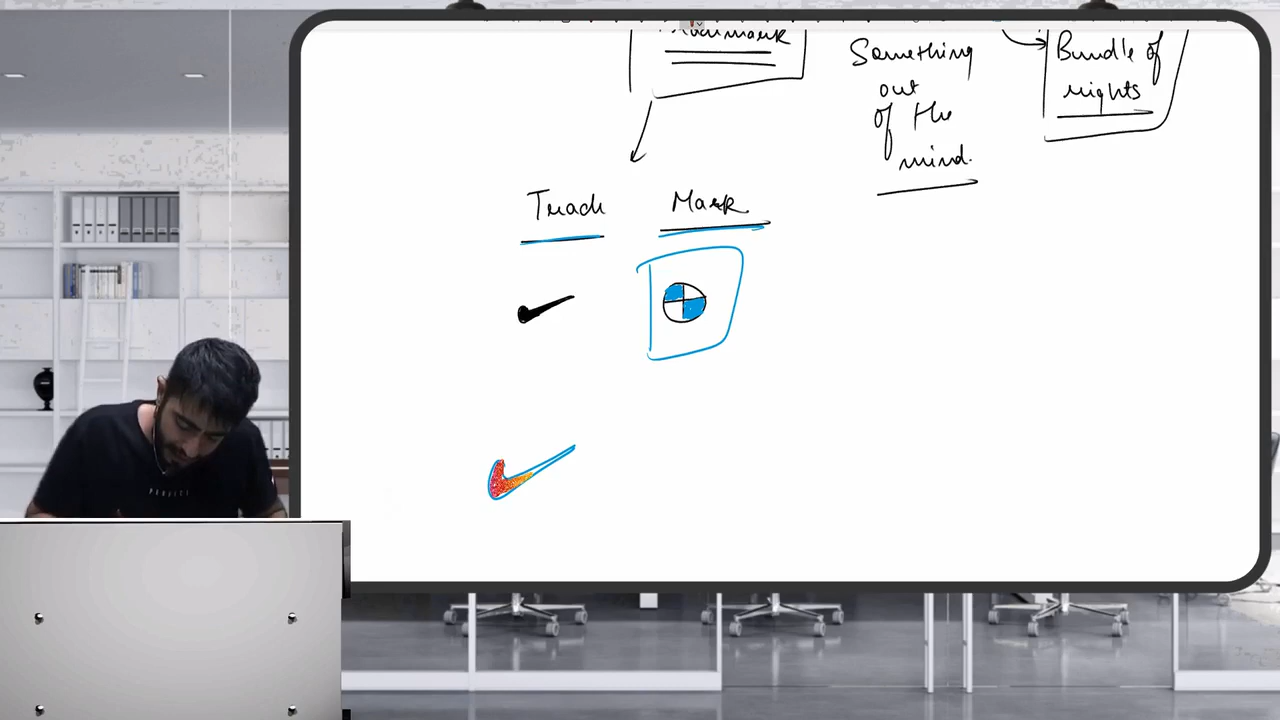 Something
out
of the
mind.
Bundle of
rights
Trade Mark